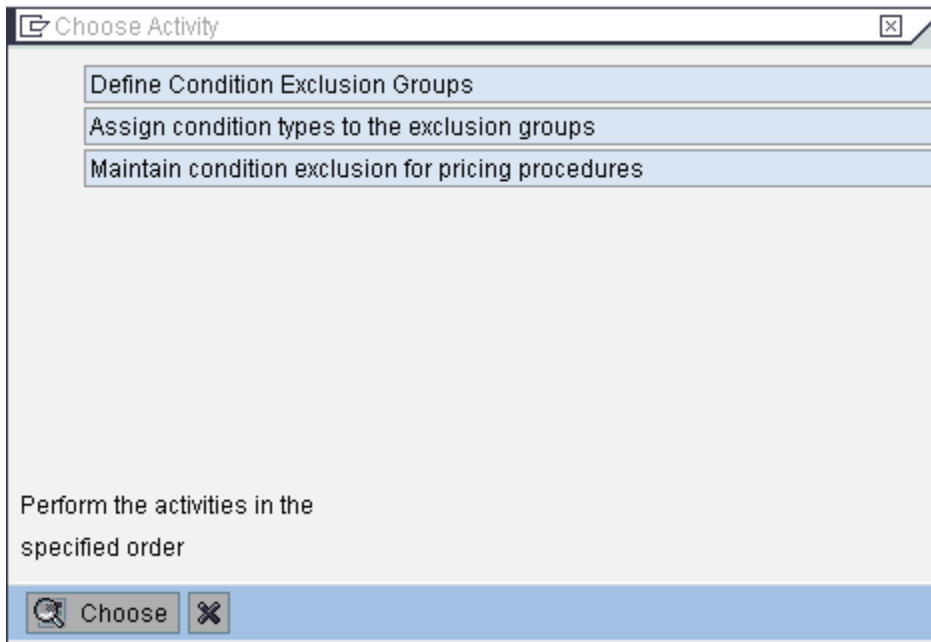 Choose Activity
Define Condition Exclusion Groups
Assign condition types to the exclusion groups
Maintain condition exclusion for pricing procedures
Perform the activities in the
specified order
Choose